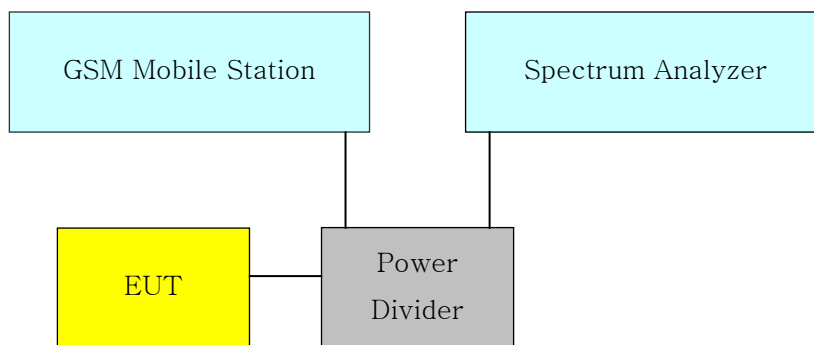 GSM Mobile Station
Spectrum Analyzer
EUT
Power
Divider